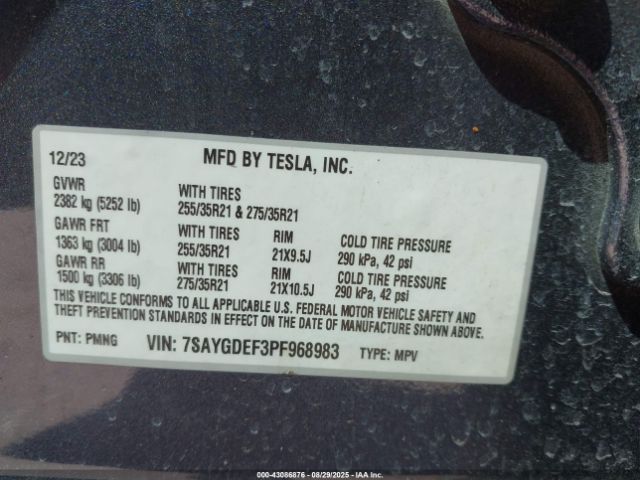 12/23 MFD BY TESLA, INC.
GVWR WITH TIRES
2382 kg (5252 lb) 255/35R21 & 275/35R21
GAWR FRT WITH TIRES RIM COLD TIRE PRESSURE
1363 kg (3004 lb) 255/35R21 21X9.5J 290 kPa, 42 psi
GAWR RR WITH TIRES RIM COLD TIRE PRESSURE
1500 kg (3306 lb) 275/35R21 21X10.5J 290 kPa, 42 psi
THIS VEHICLE CONFORMS TO ALL APPLICABLE U.S. FEDERAL MOTOR VEHICLE SAFETY AND
THEFT PREVENTION STANDARDS IN EFFECT ON THE DATE OF MANUFACTURE SHOWN ABOVE.
PNT: PMNG VIN: 7SAYGDEF3PF968983 TYPE: MPV
000-43086876 - 08/29/2025 - IAA Inc.